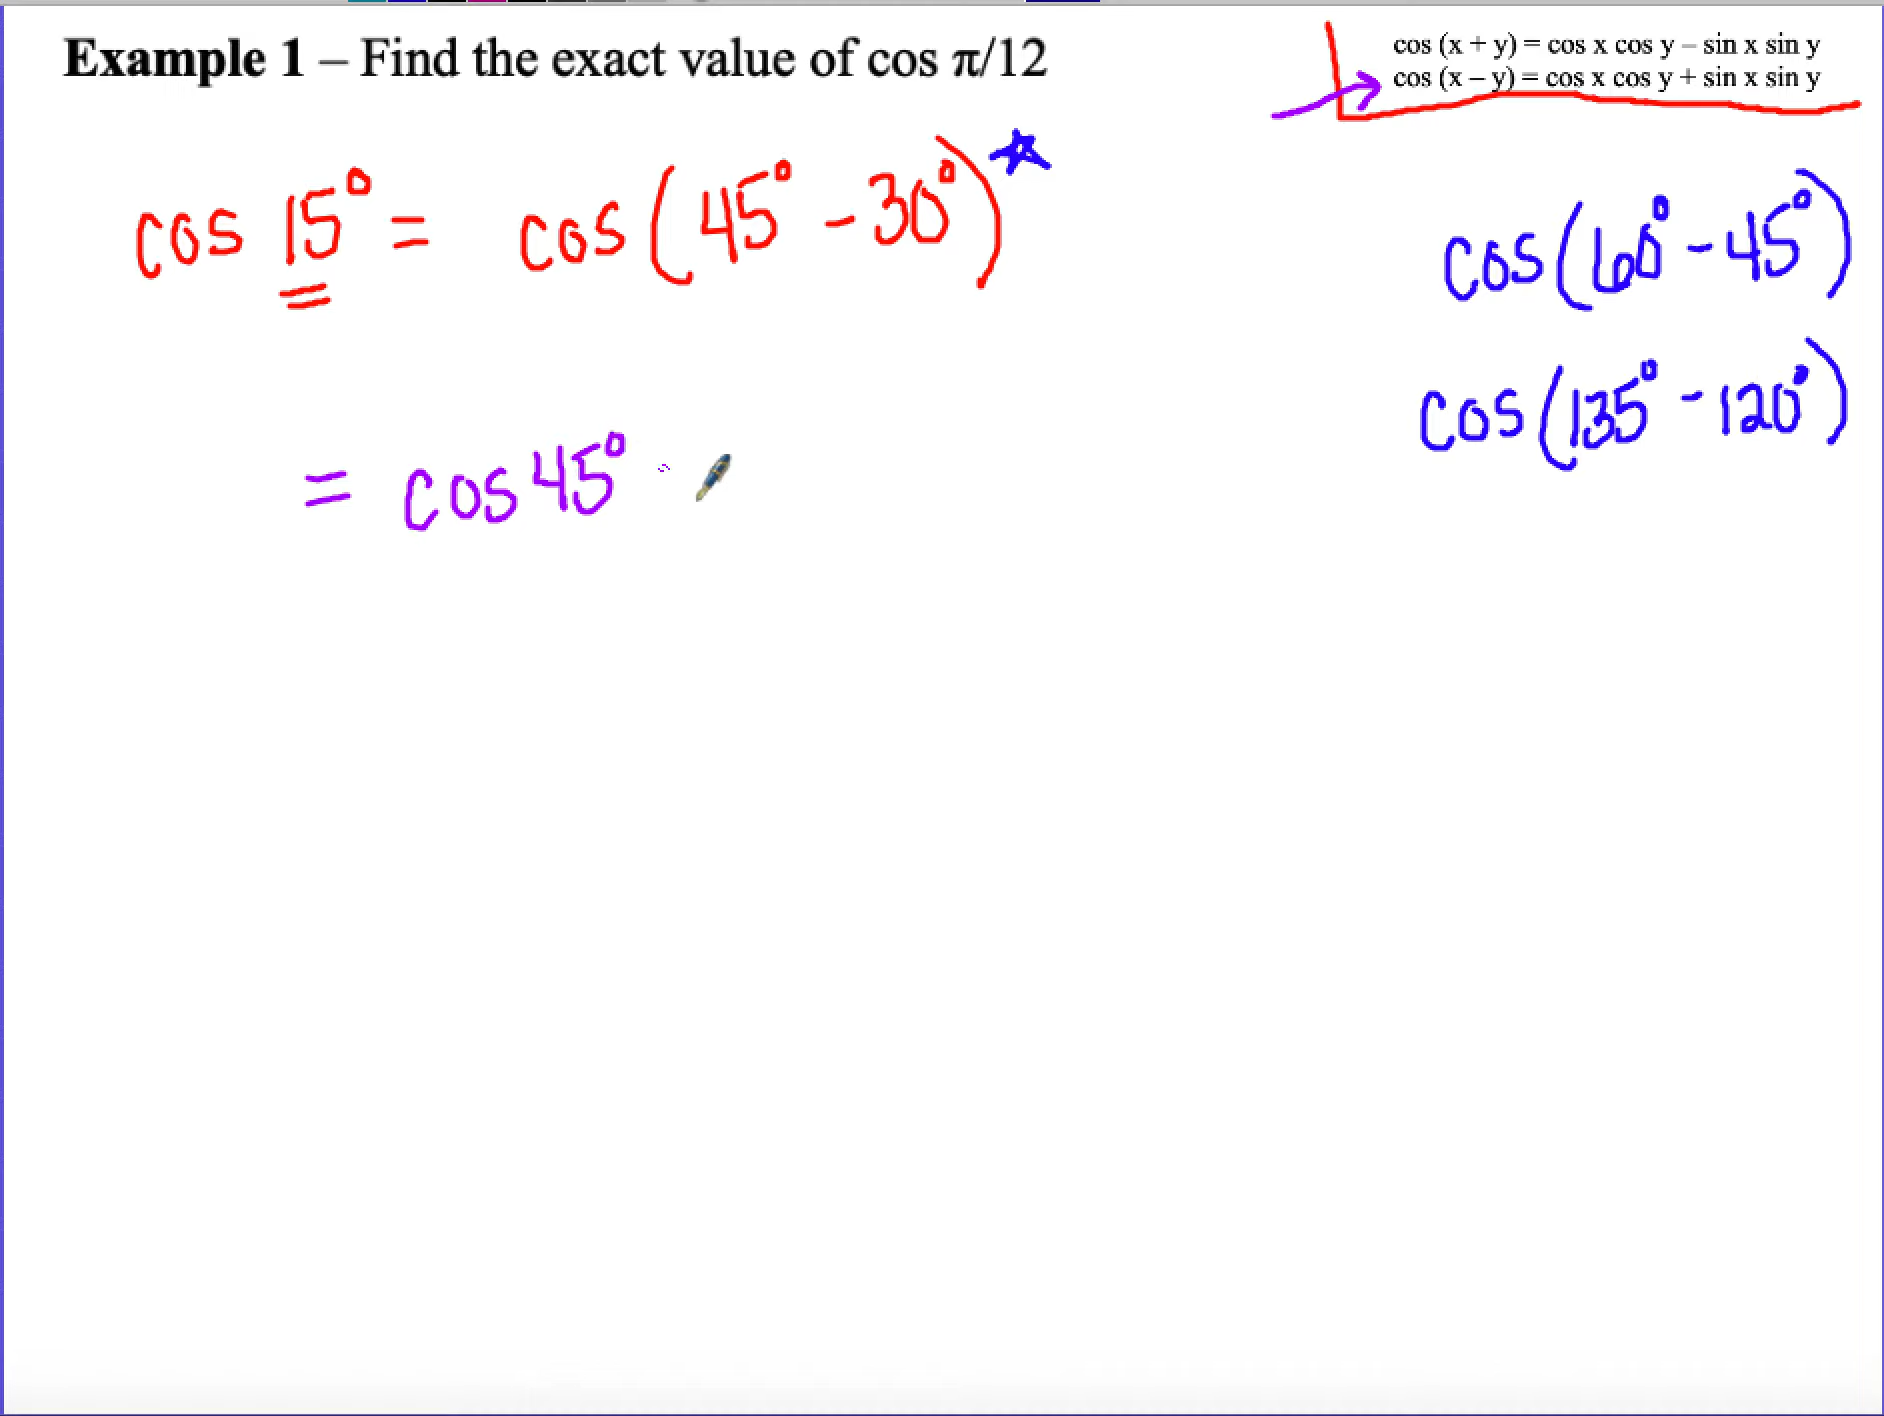 Example 1 – Find the exact value of cos π/12
cos (x + y) = cos x cos y – sin x sin y
cos (x – y) = cos x cos y + sin x sin y
cos 15° = cos(45° - 30°)
cos(60° - 45°)
cos(135° - 120°)
= cos 45° ·